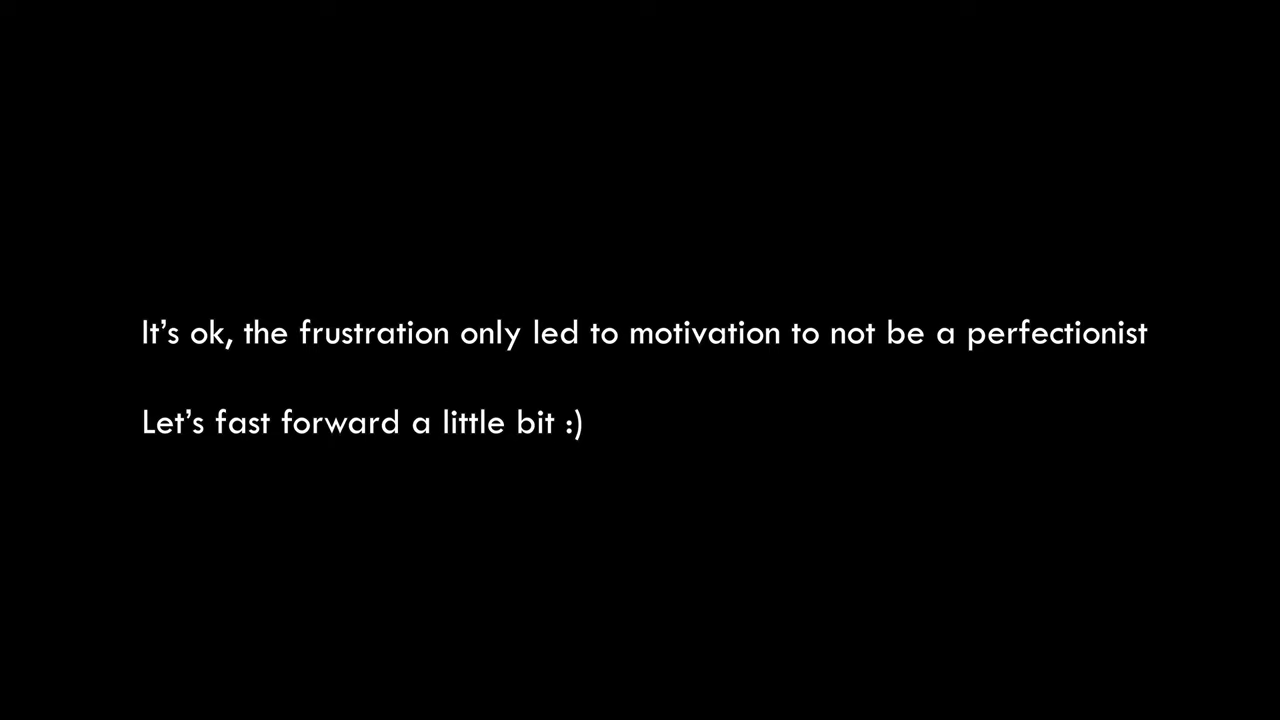 It’s ok, the frustration only led to motivation to not be a perfectionist
Let’s fast forward a little bit :)